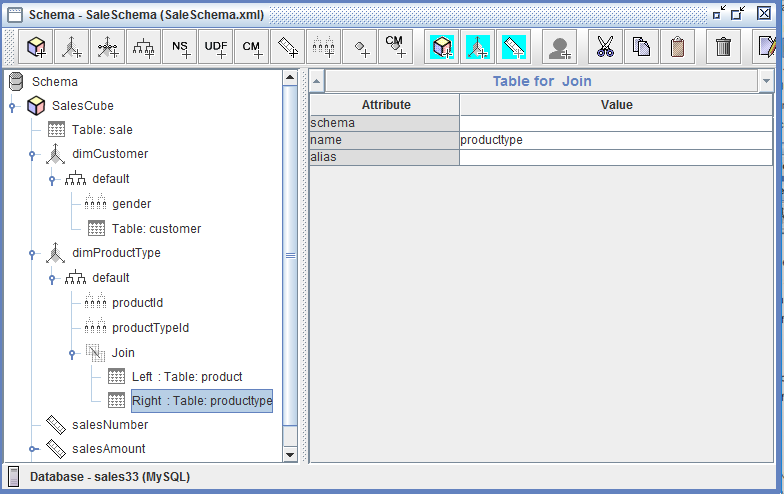 Schema - SaleSchema (SaleSchema.xml)
NS UDF CM CM
Schema
SalesCube
Table: sale
dimCustomer
default
gender
Table: customer
dimProductType
default
productId
productTypeId
Join
Left : Table: product
Right : Table: producttype
salesNumber
salesAmount
Table for Join
Attribute Value
schema
name producttype
alias
Database - sales33 (MySQL)